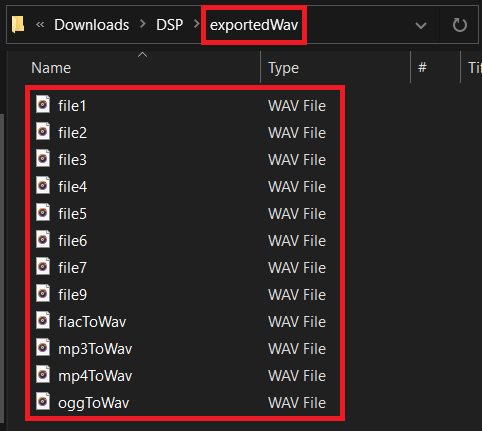 « Downloads > DSP > exportedWav
Name Type # Tit
file1 WAV File
file2 WAV File
file3 WAV File
file4 WAV File
file5 WAV File
file6 WAV File
file7 WAV File
file9 WAV File
flacToWav WAV File
mp3ToWav WAV File
mp4ToWav WAV File
oggToWav WAV File